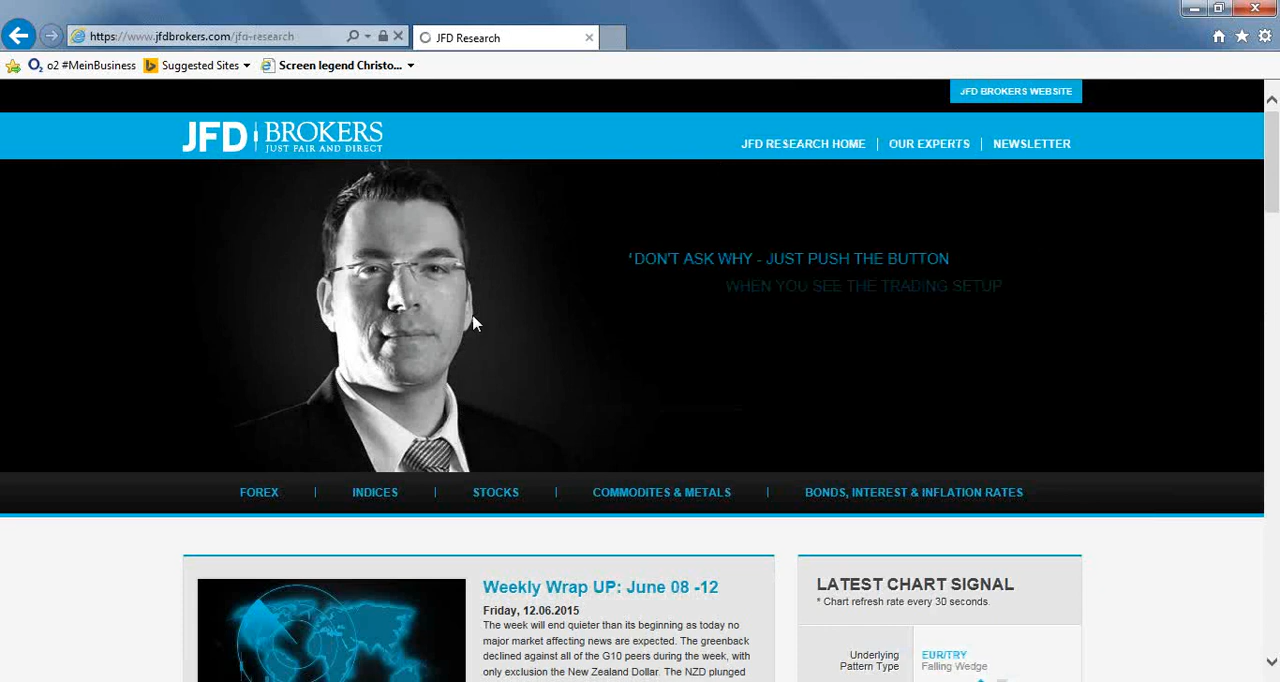 https://www.jfdbrokers.com/jfd-research
JFD Research
o2 #MeinBusiness
Suggested Sites
Screen legend Christo...
JFD BROKERS WEBSITE
JFD BROKERS
JUST FAIR AND DIRECT
JFD RESEARCH HOME
OUR EXPERTS
NEWSLETTER
'DON'T ASK WHY - JUST PUSH THE BUTTON
WHEN YOU SEE THE TRADING SETUP
FOREX
INDICES
STOCKS
COMMODITES & METALS
BONDS, INTEREST & INFLATION RATES
Weekly Wrap UP: June 08 -12
Friday, 12.06.2015
The week will end quieter than its beginning as today no
major market affecting news are expected. The greenback
declined against all of the G10 peers during the week, with
only exclusion the New Zealand Dollar. The NZD plunged
LATEST CHART SIGNAL
* Chart refresh rate every 30 seconds.
Underlying EUR/TRY
Pattern Type Falling Wedge